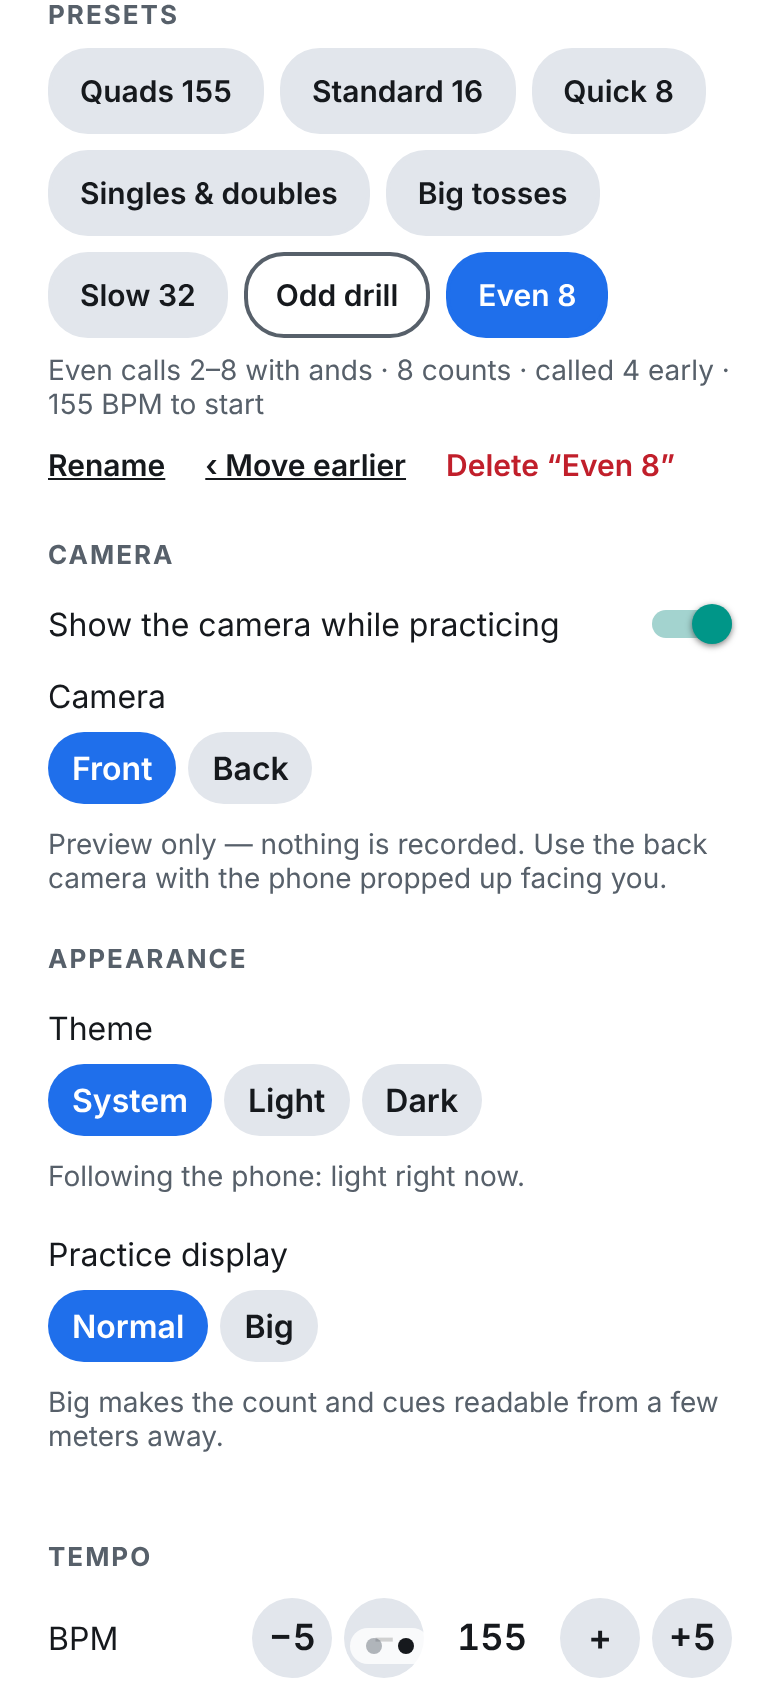 PRESETS
Quads 155 Standard 16 Quick 8
Singles & doubles Big tosses
Slow 32 Odd drill Even 8
Even calls 2–8 with ands · 8 counts · called 4 early ·
155 BPM to start
Rename ‹ Move earlier Delete “Even 8”
CAMERA
Show the camera while practicing
Camera
Front Back
Preview only — nothing is recorded. Use the back
camera with the phone propped up facing you.
APPEARANCE
Theme
System Light Dark
Following the phone: light right now.
Practice display
Normal Big
Big makes the count and cues readable from a few
meters away.
TEMPO
BPM −5 155 + +5